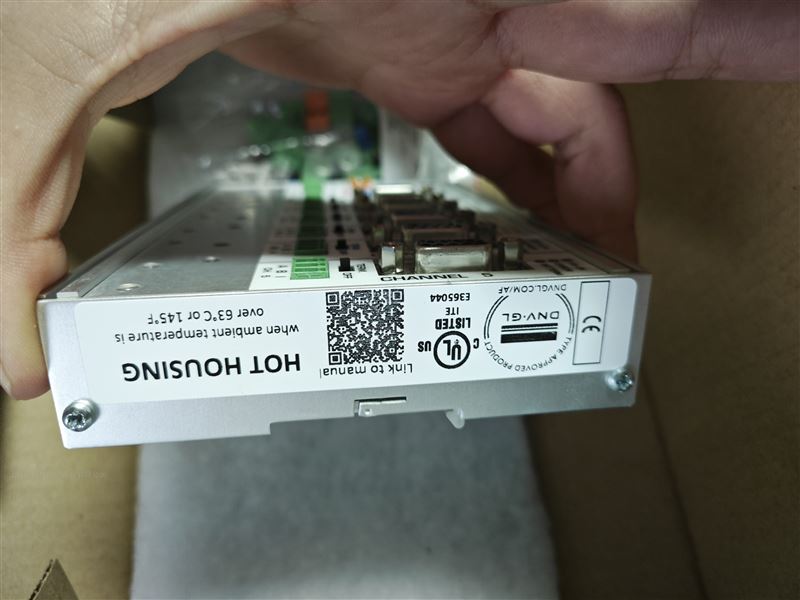 HOT HOUSING
when ambient temperature is
over 63°C or 145°F
Link to manual
C UL US
LISTED
ITE
E365044
TYPE APPROVED PRODUCT
DNV·GL
DNVGL.COM/AF
CE
CHANNEL 5